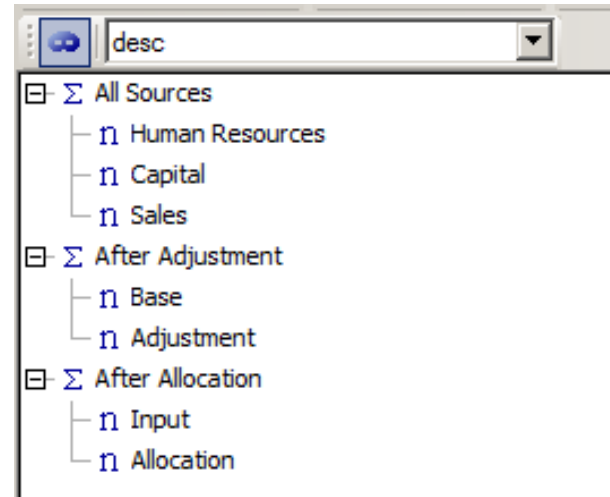 desc
Σ All Sources
n Human Resources
n Capital
n Sales
Σ After Adjustment
n Base
n Adjustment
Σ After Allocation
n Input
n Allocation